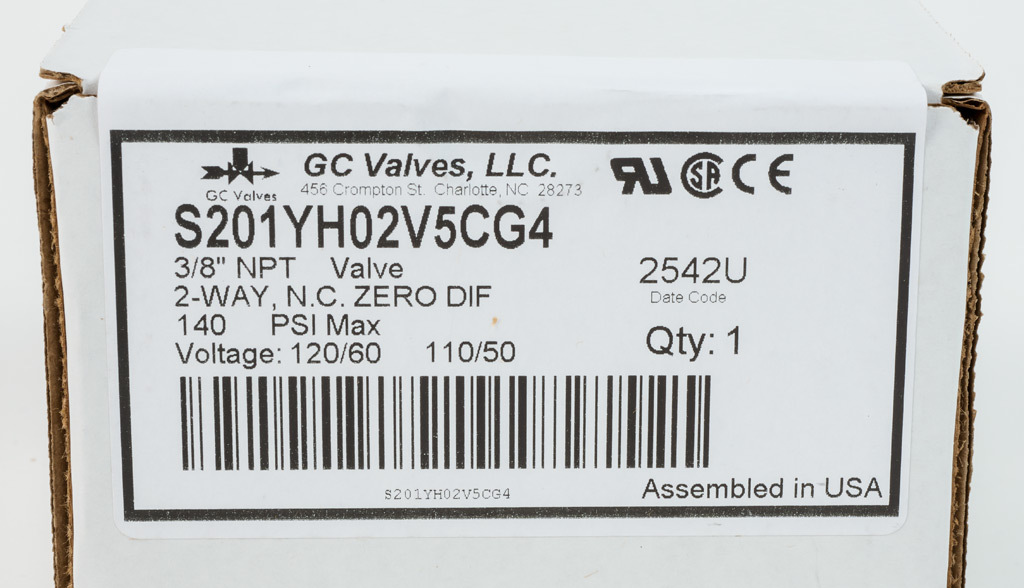 GC Valves
GC Valves, LLC.
456 Crompton St. Charlotte, NC 28273
S201YH02V5CG4
3/8" NPT Valve
2-WAY, N.C. ZERO DIF
140 PSI Max
Voltage: 120/60 110/50
2542U
Date Code
Qty: 1
S201YH02V5CG4
Assembled in USA